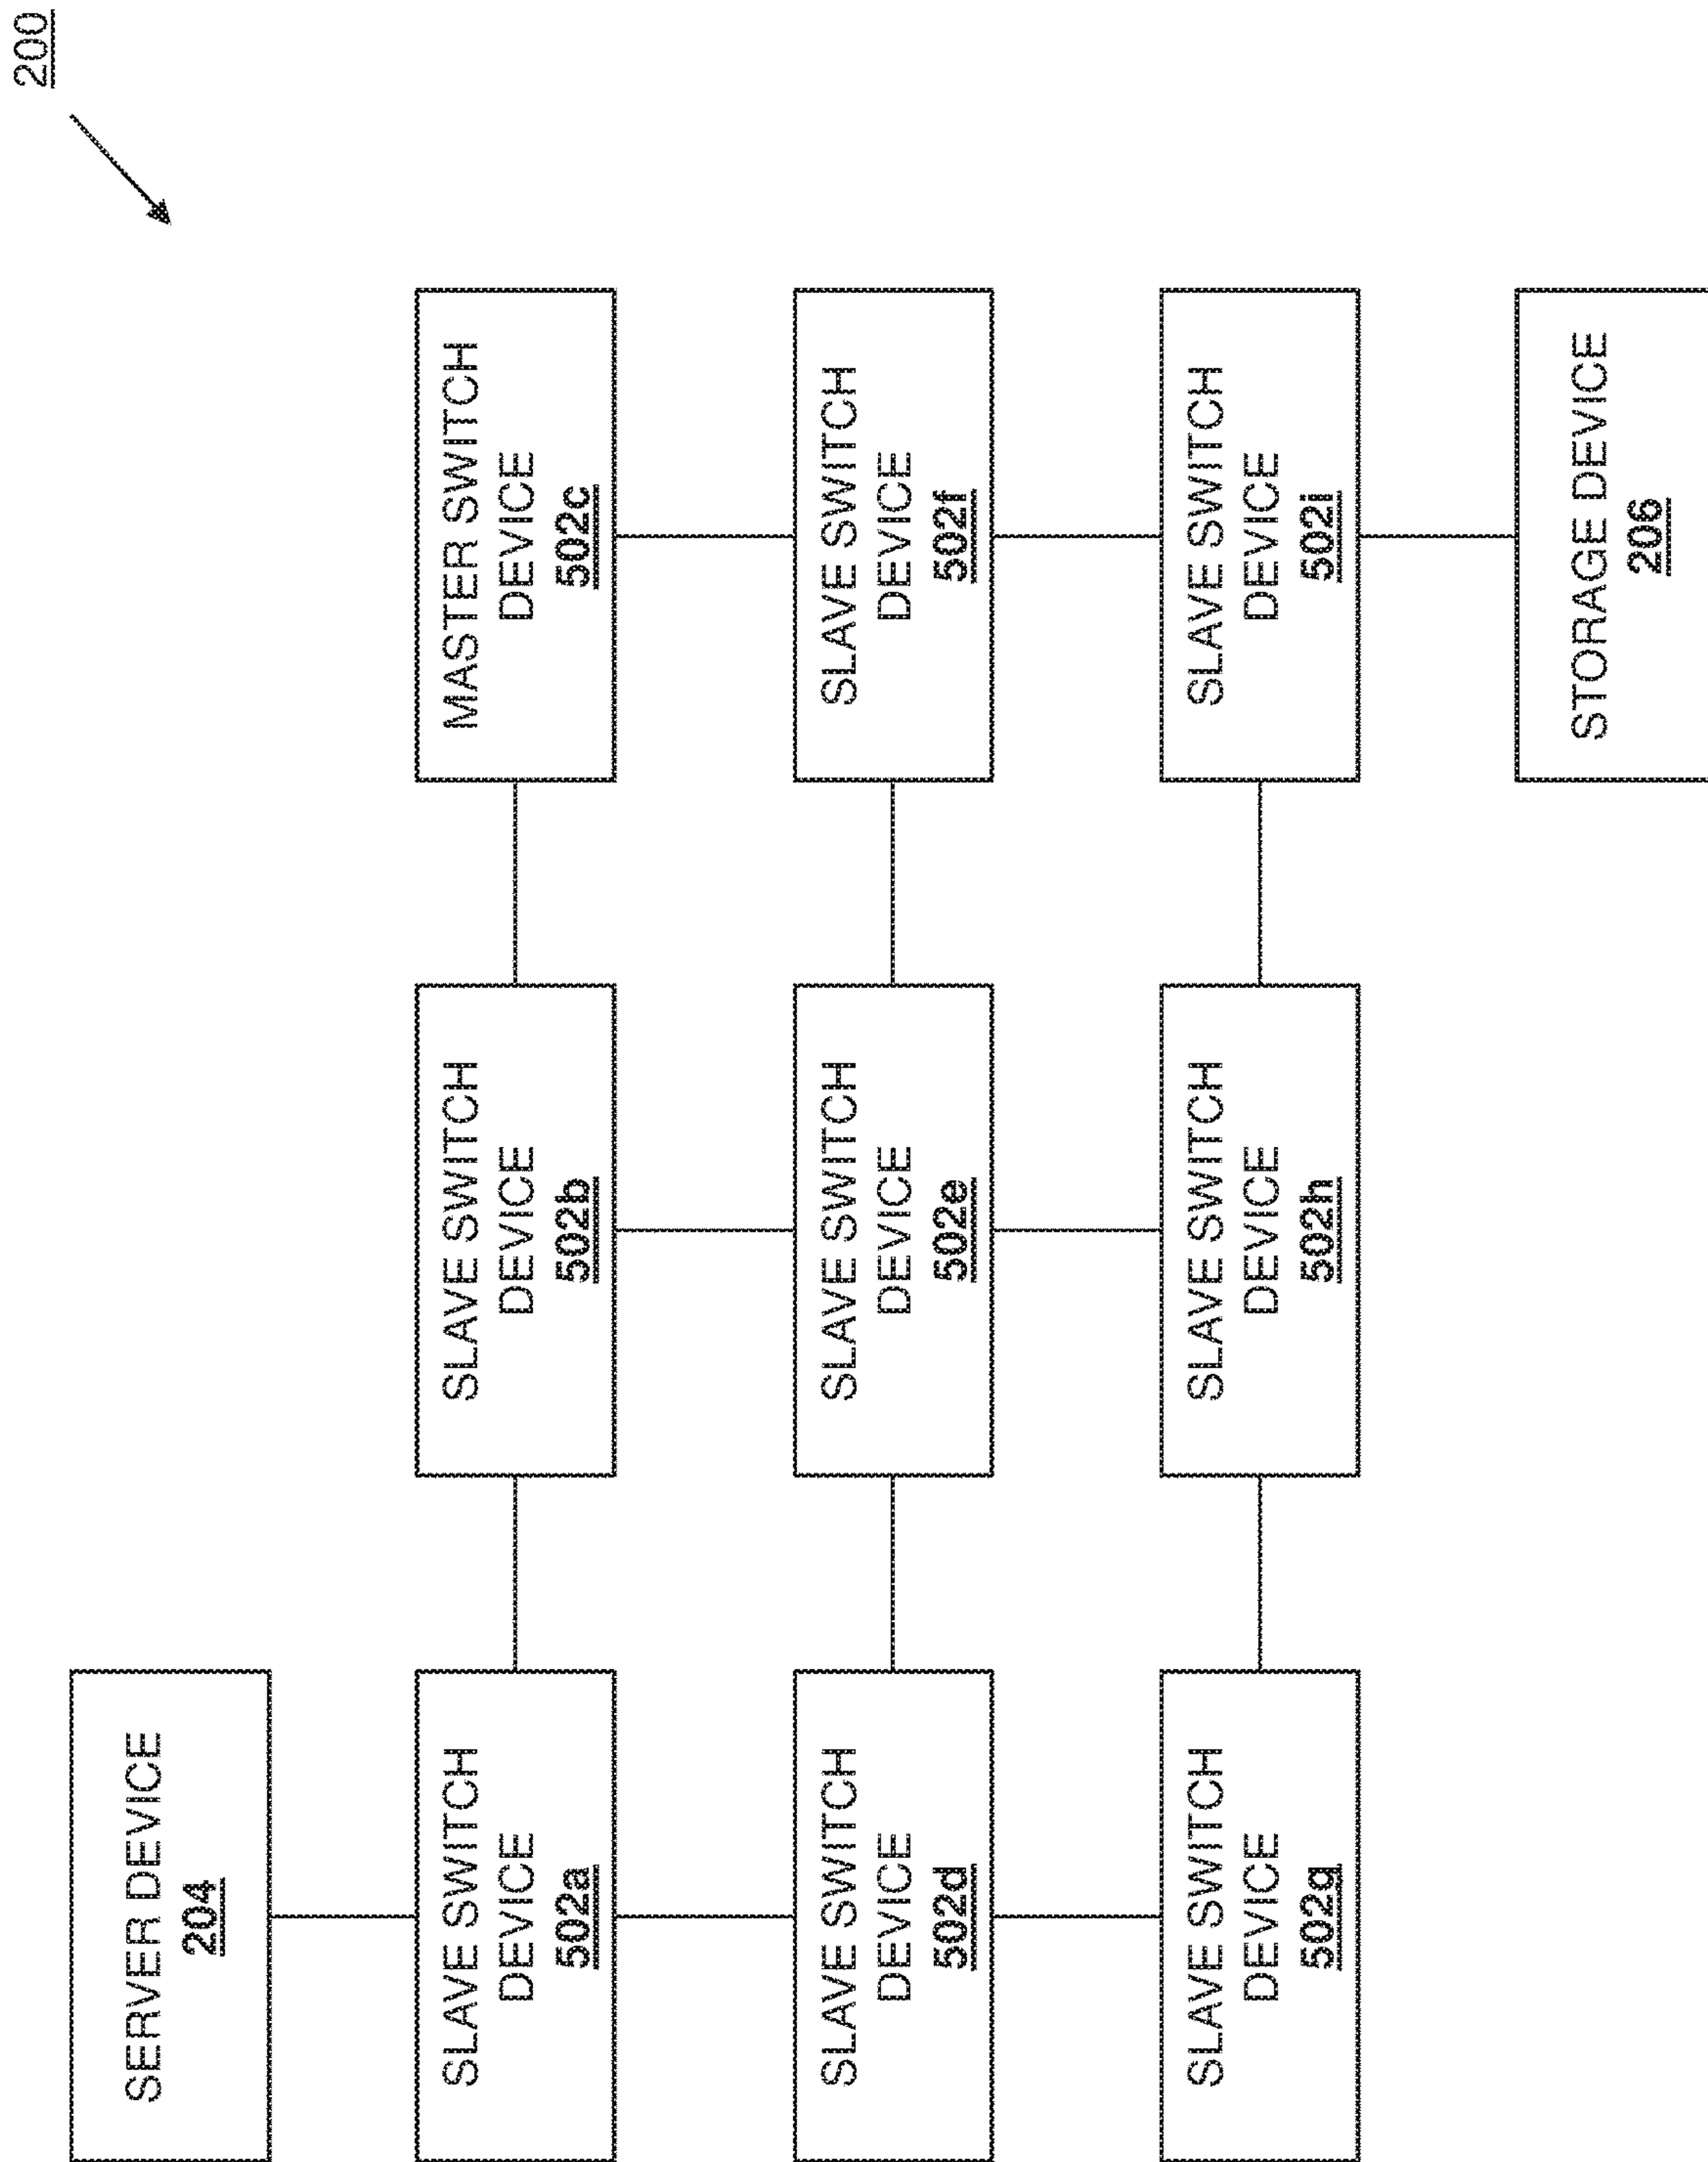 200
SERVER DEVICE
204
SLAVE SWITCH
DEVICE
502a
SLAVE SWITCH
DEVICE
502b
MASTER SWITCH
DEVICE
502c
SLAVE SWITCH
DEVICE
502d
SLAVE SWITCH
DEVICE
502e
SLAVE SWITCH
DEVICE
502f
SLAVE SWITCH
DEVICE
502g
SLAVE SWITCH
DEVICE
502h
SLAVE SWITCH
DEVICE
502i
STORAGE DEVICE
206